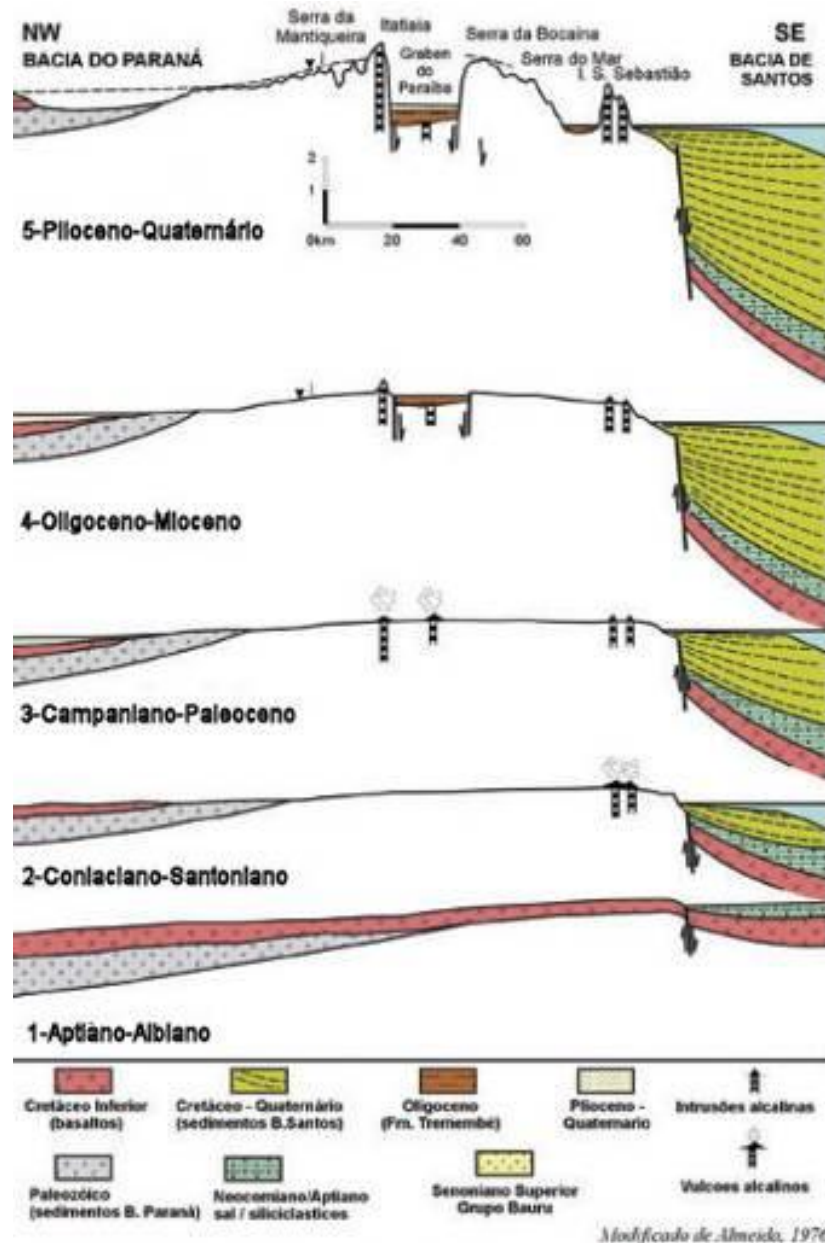 NW
BACIA DO PARANÁ
Serra da
Mantiqueira
Itatiaia
Graben
do
Paraíba
Serra da Bocaina
Serra do Mar
I. S. Sebastião
SE
BACIA DE
SANTOS
2
1
0km 20 40 60
5-Plioceno-Quaternário
4-Oligoceno-Mioceno
3-Campaniano-Paleoceno
2-Coniaciano-Santoniano
1-Aptiano-Albiano
Cretáceo Inferior
(basaltos)
Cretáceo - Quaternário
(sedimentos B.Santos)
Oligoceno
(Fm. Tremembé)
Plioceno -
Quaternario
Intrusões alcalinas
Paleozóico
(sedimentos B. Paraná)
Neocomiano/Aptiano
sal / siliciclasticos
Senoniano Superior
Grupo Bauru
Vulcoes alcalinos
Modificado de Almeida, 1976